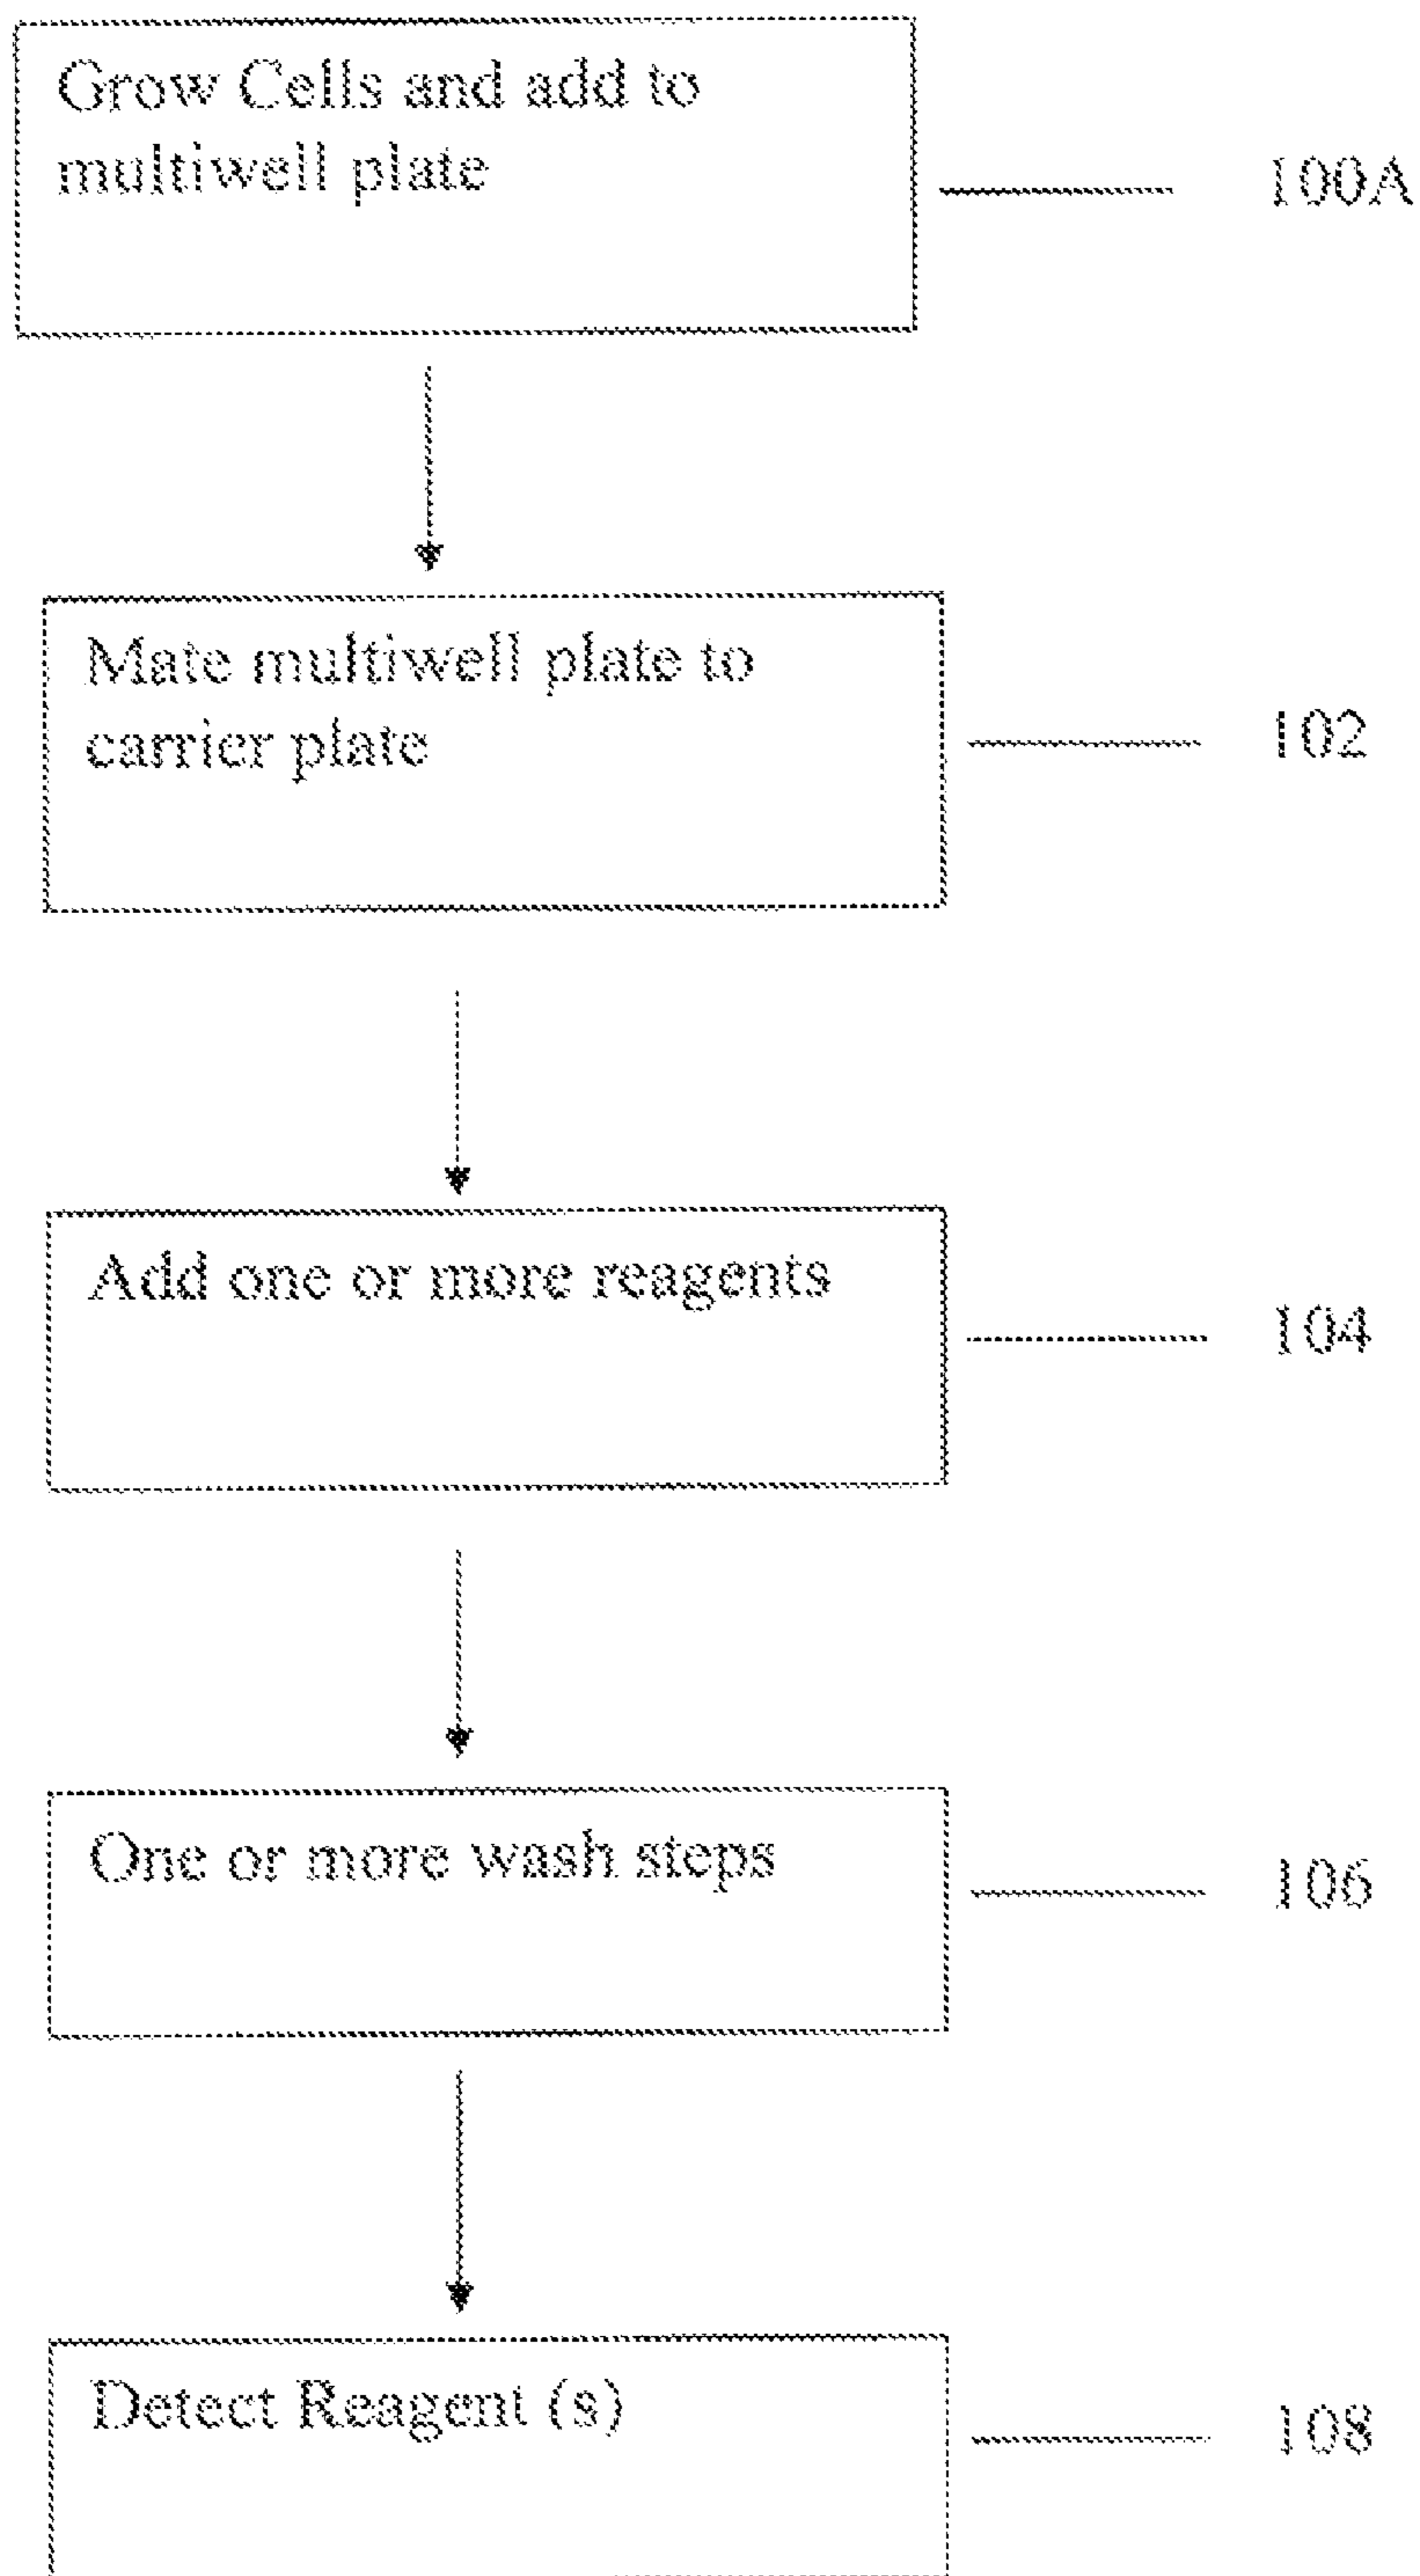 Grow Cells and add to
multiwell plate
100A
Mate multiwell plate to
carrier plate
102
Add one or more reagents
104
One or more wash steps
106
Detect Reagent (s)
108